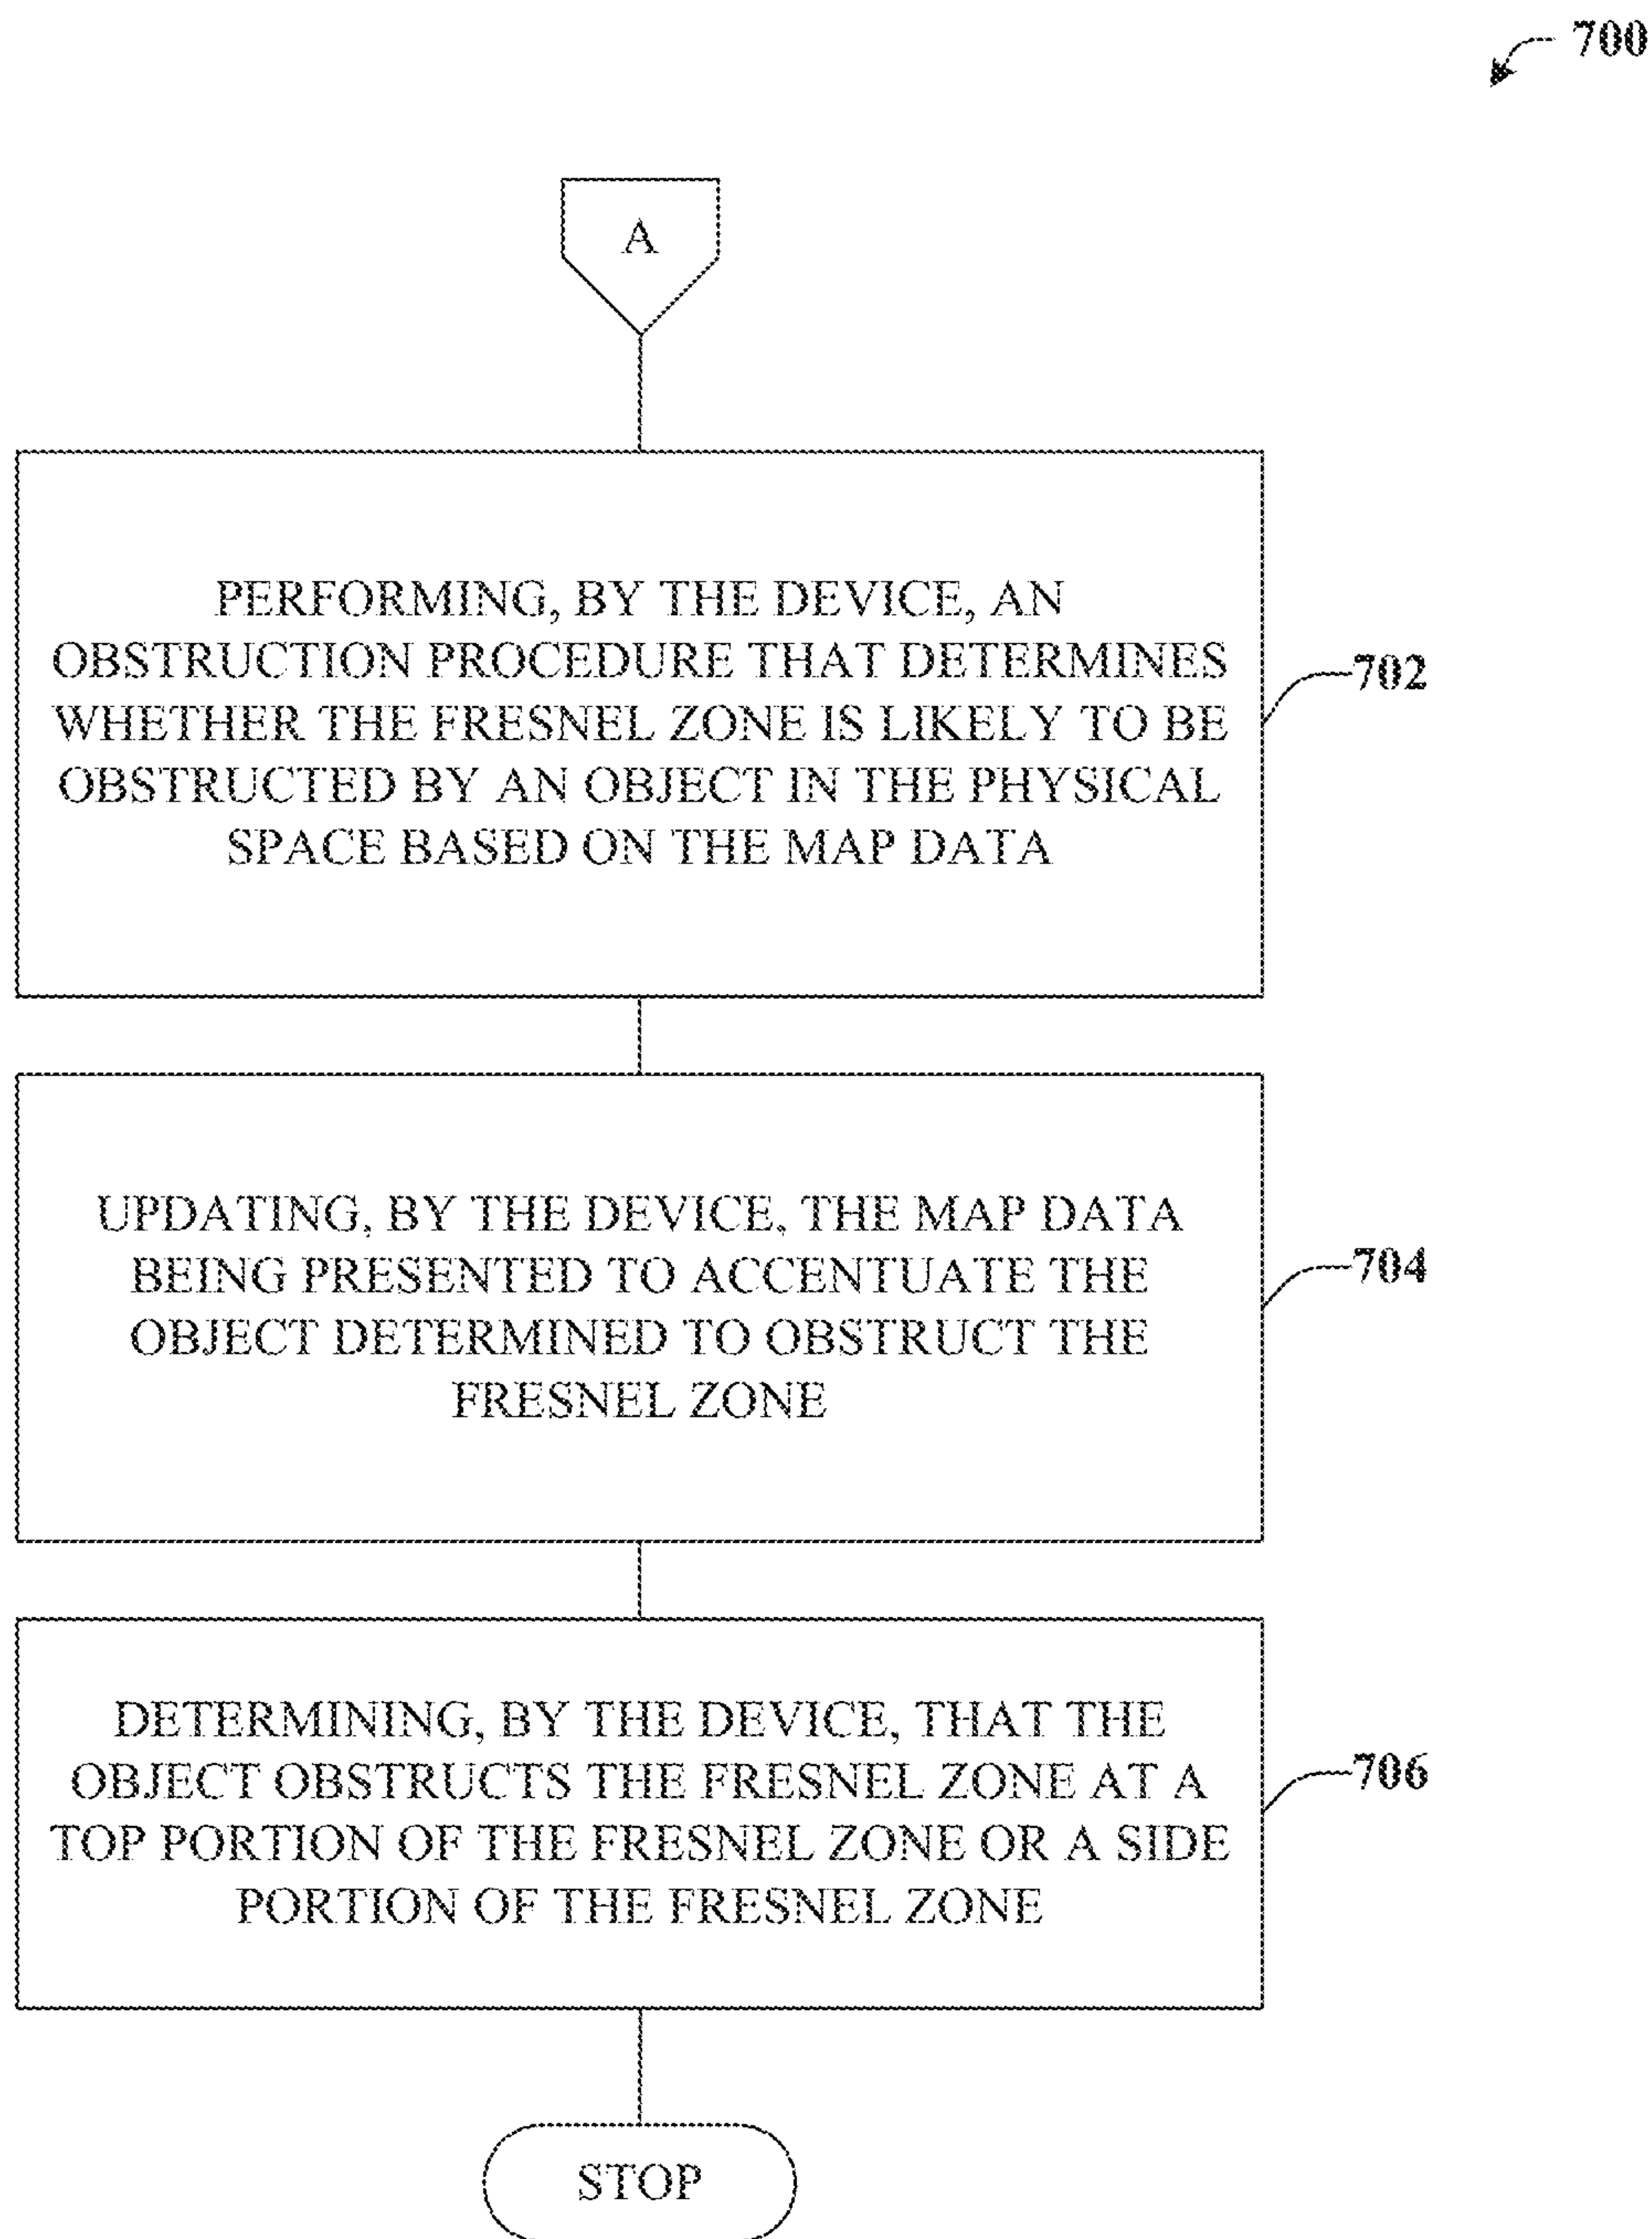 700
A
PERFORMING, BY THE DEVICE, AN
OBSTRUCTION PROCEDURE THAT DETERMINES
WHETHER THE FRESNEL ZONE IS LIKELY TO BE
OBSTRUCTED BY AN OBJECT IN THE PHYSICAL
SPACE BASED ON THE MAP DATA
702
UPDATING, BY THE DEVICE, THE MAP DATA
BEING PRESENTED TO ACCENTUATE THE
OBJECT DETERMINED TO OBSTRUCT THE
FRESNEL ZONE
704
DETERMINING, BY THE DEVICE, THAT THE
OBJECT OBSTRUCTS THE FRESNEL ZONE AT A
TOP PORTION OF THE FRESNEL ZONE OR A SIDE
PORTION OF THE FRESNEL ZONE
706
STOP